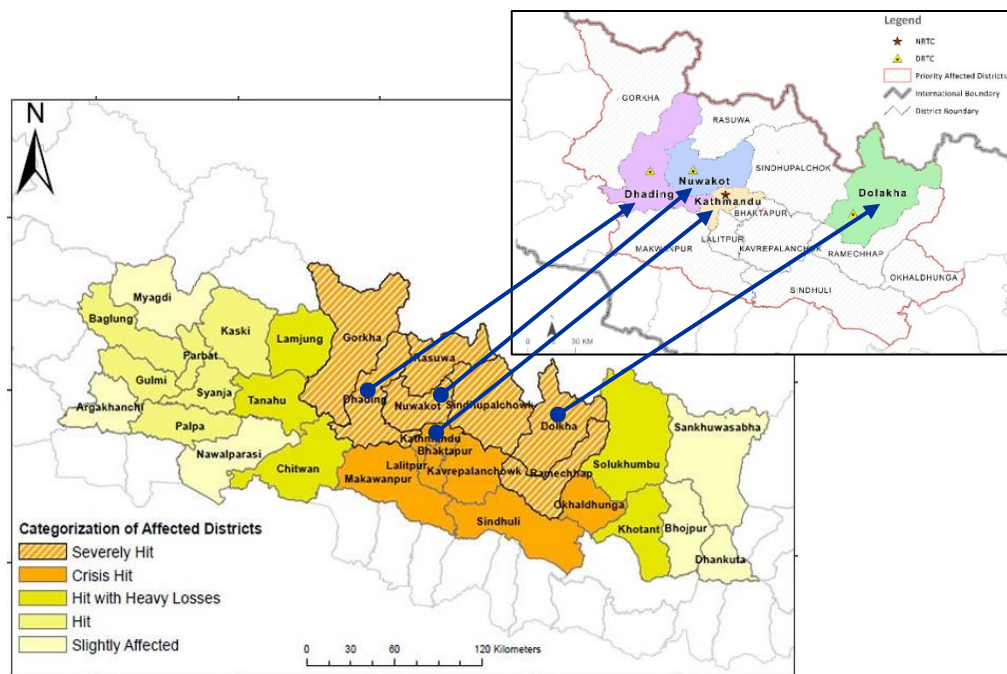 Legend
NRTC
DRTC
Priority Affected Districts
International Boundary
District Boundary
GORKHA
RASUWA
SINDHUPALCHOK
Nuwakot
Dhading
Dolakha
Kathmandu
BHAKTAPUR
LALITPUR
MAKWANPUR
KAVREPALANCHOK
RAMECHHAP
OKHALDHUNGA
SINDHULI
0 30 KM
N
Myagdi
Baglung
Kaski
Lamjung
Gorkha
Parbat
Rasuwa
Gulmi
Syanja
Dhading
Nuwakot
Sindhupalchowk
Argakhanchi
Tanahu
Dolkha
Sankhuwasabha
Palpa
Kathmandu
Bhaktapur
Nawalparasi
Chitwan
Lalitpur
Kavrepalanchowk
Ramechhap
Solukhumbu
Makawanpur
Okhaldhunga
Sindhuli
Khotant
Bhojpur
Dhankuta
Categorization of Affected Districts
Severely Hit
Crisis Hit
Hit with Heavy Losses
Hit
Slightly Affected
0 30 60 120 Kilometers